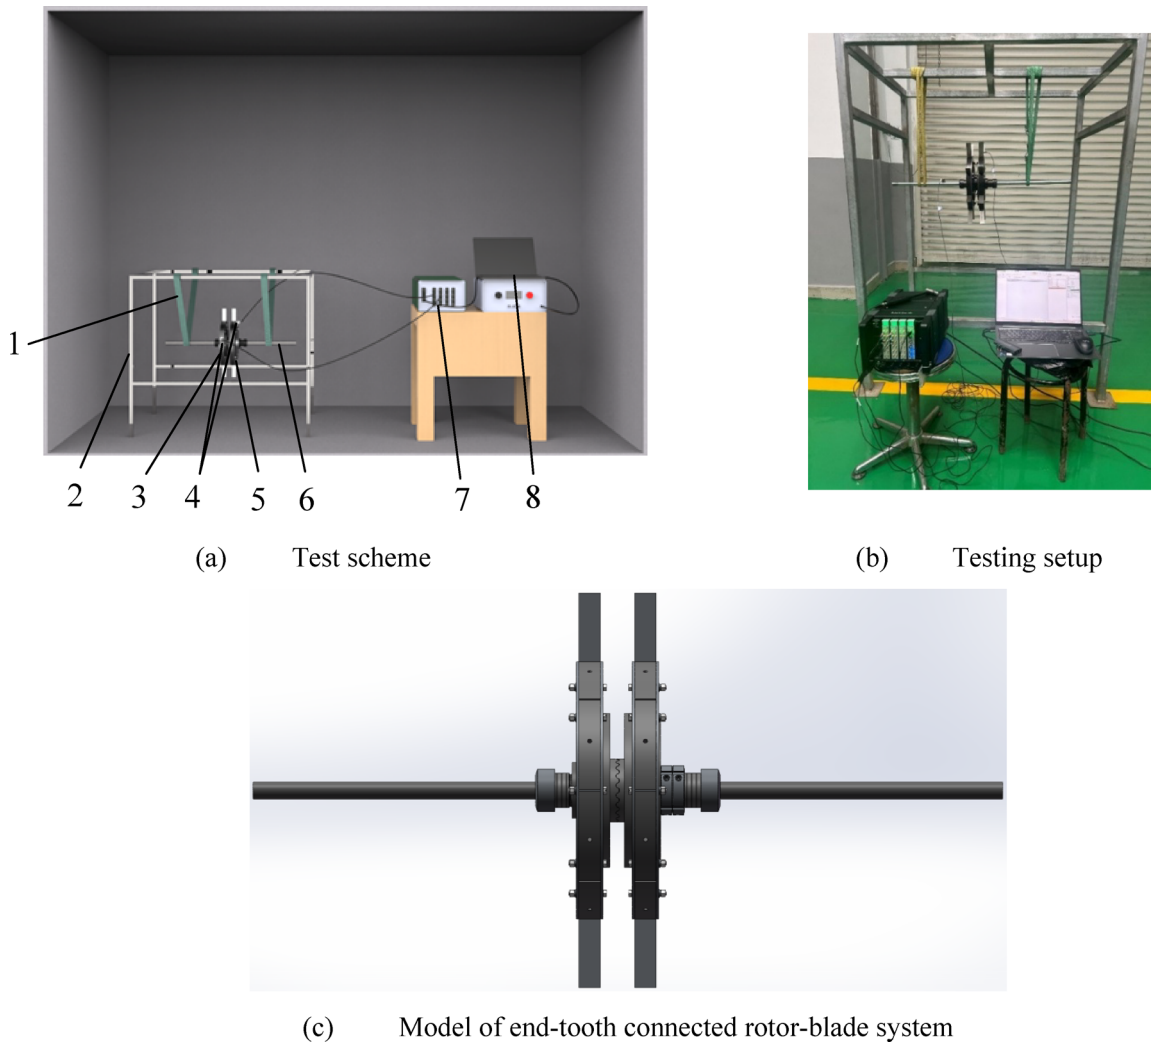 1
2
3
4
5
6
7
8
(a) Test scheme
(b) Testing setup
(c) Model of end-tooth connected rotor-blade system